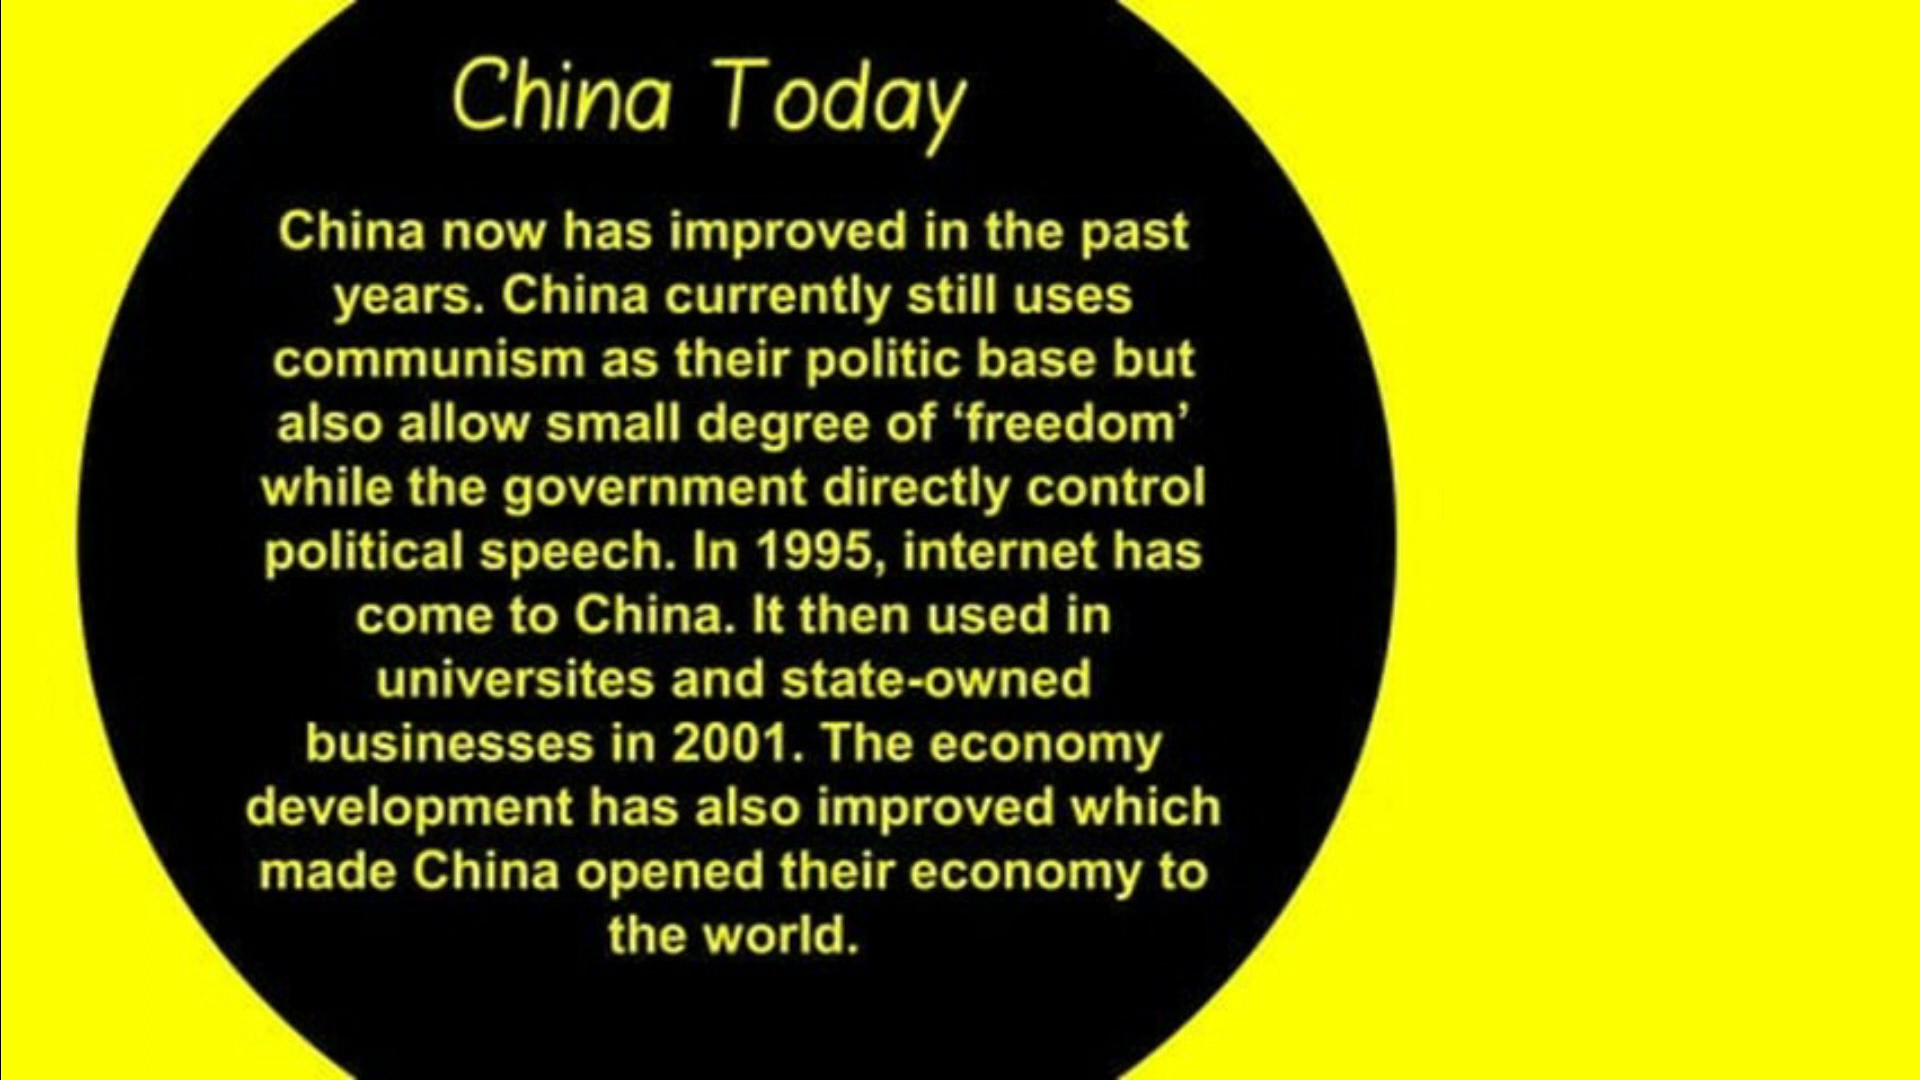 China Today
China now has improved in the past
years. China currently still uses
communism as their politic base but
also allow small degree of ‘freedom’
while the government directly control
political speech. In 1995, internet has
come to China. It then used in
universites and state-owned
businesses in 2001. The economy
development has also improved which
made China opened their economy to
the world.